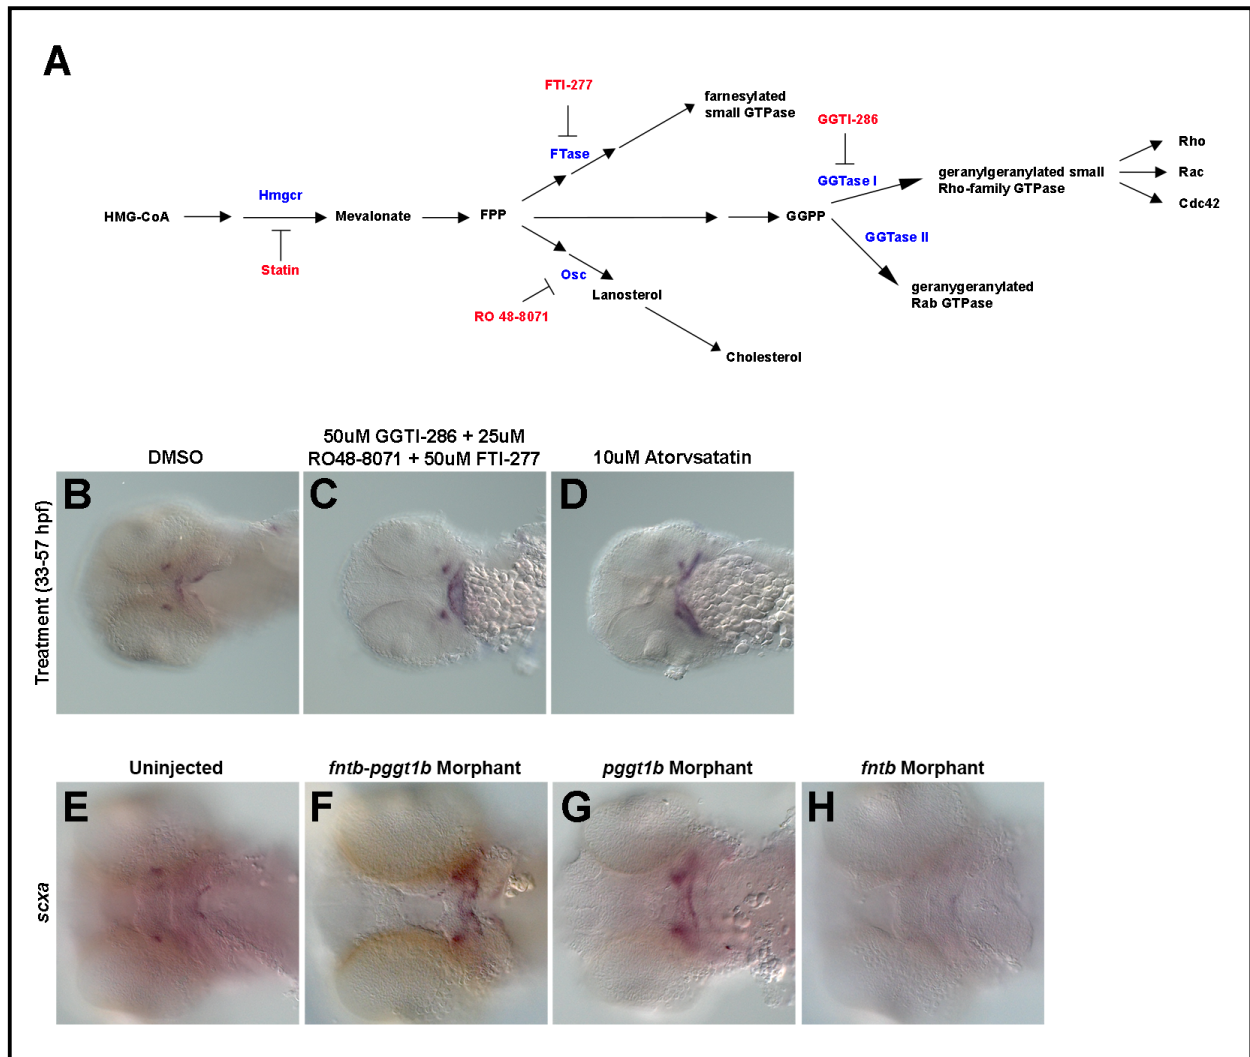 A
FTI-277
farnesylated
small GTPase
GGTI-286
FTase
Rho
Hmgcr
GGTase I
geranylgeranylated small
Rho-family GTPase
Rac
HMG-CoA
Mevalonate
FPP
GGPP
Cdc42
GGTase II
Statin
Osc
Lanosterol
geranygeranylated
Rab GTPase
RO 48-8071
Cholesterol
DMSO
50uM GGTI-286 + 25uM
RO48-8071 + 50uM FTI-277
10uM Atorvsatatin
Treatment (33-57 hpf)
B
C
D
Uninjected
fntb-pggt1b Morphant
pggt1b Morphant
fntb Morphant
scxa
E
F
G
H